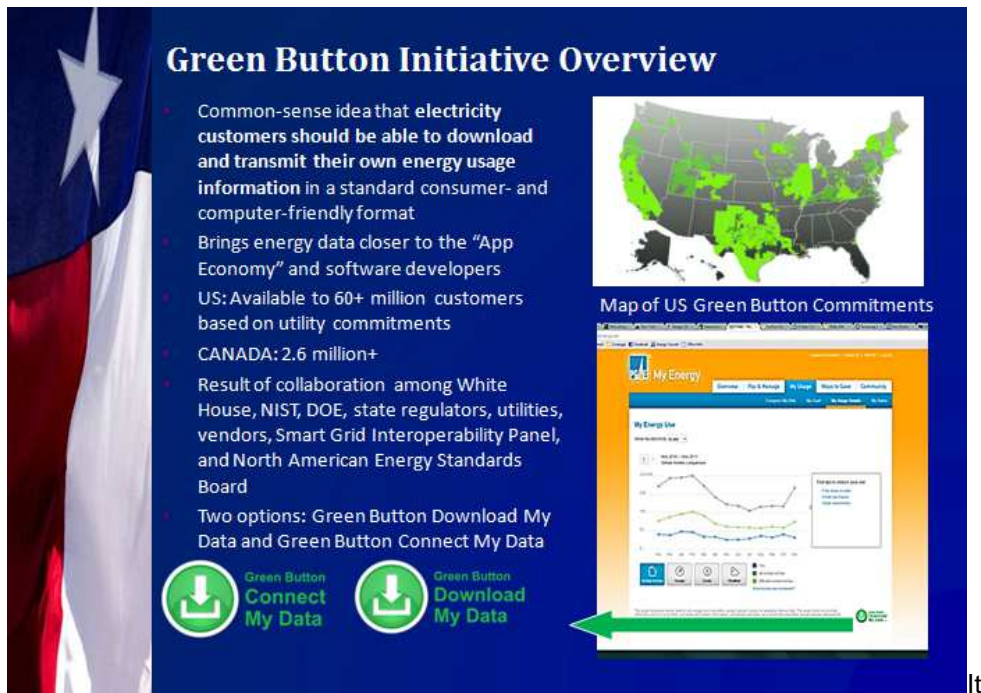 Green Button Initiative Overview
Common-sense idea that electricity
customers should be able to download
and transmit their own energy usage
information in a standard consumer- and
computer-friendly format
Brings energy data closer to the “App
Economy” and software developers
US: Available to 60+ million customers
based on utility commitments
CANADA: 2.6 million+
Result of collaboration among White
House, NIST, DOE, state regulators, utilities,
vendors, Smart Grid Interoperability Panel,
and North American Energy Standards
Board
Two options: Green Button Download My
Data and Green Button Connect My Data
Green Button
Connect
My Data
Green Button
Download
My Data
Map of US Green Button Commitments
My Energy
Overview Pay & Manage My Usage Ways to Save Community
My Energy Use
It